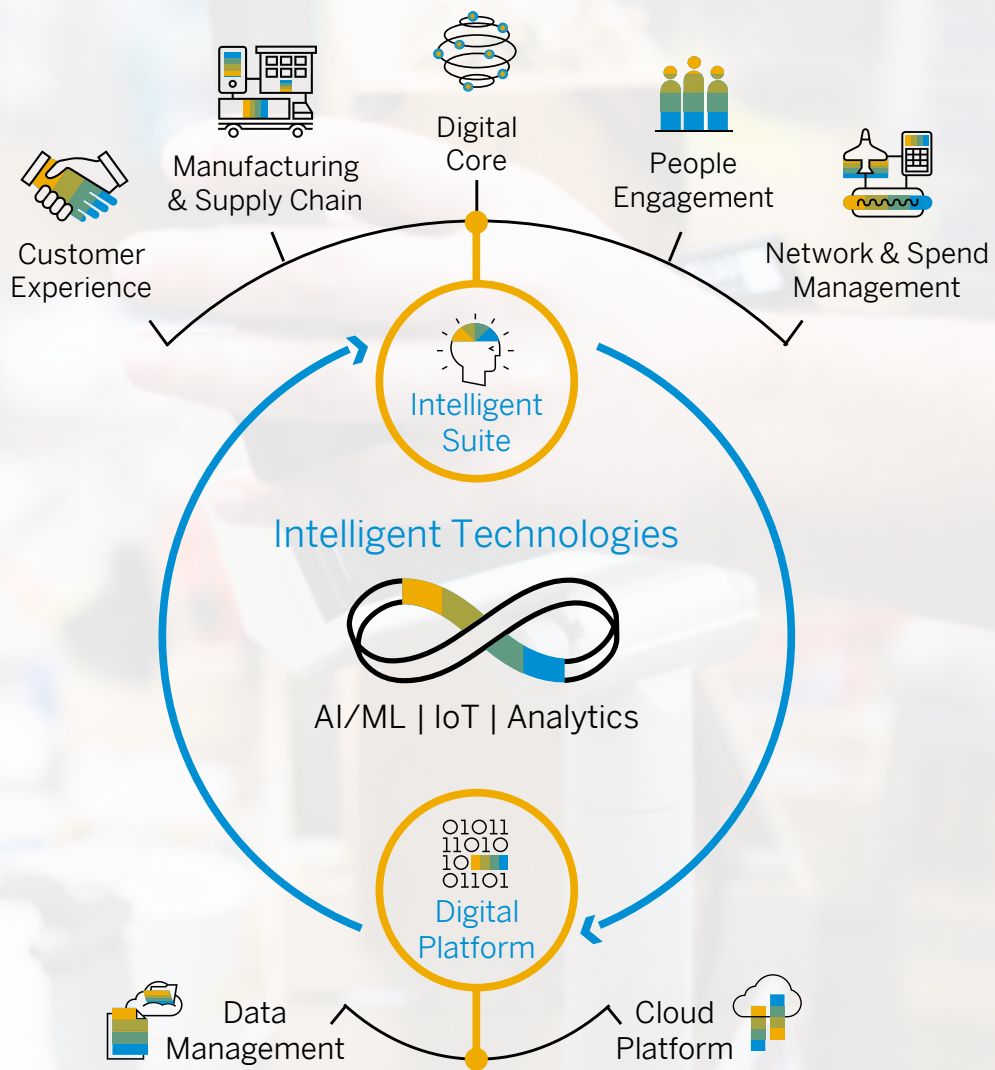 Digital
Core
Manufacturing
& Supply Chain
People
Engagement
Customer
Experience
Network & Spend
Management
Intelligent
Suite
Intelligent Technologies
AI/ML | IoT | Analytics
01011
11010
10
01101
Digital
Platform
Data
Management
Cloud
Platform